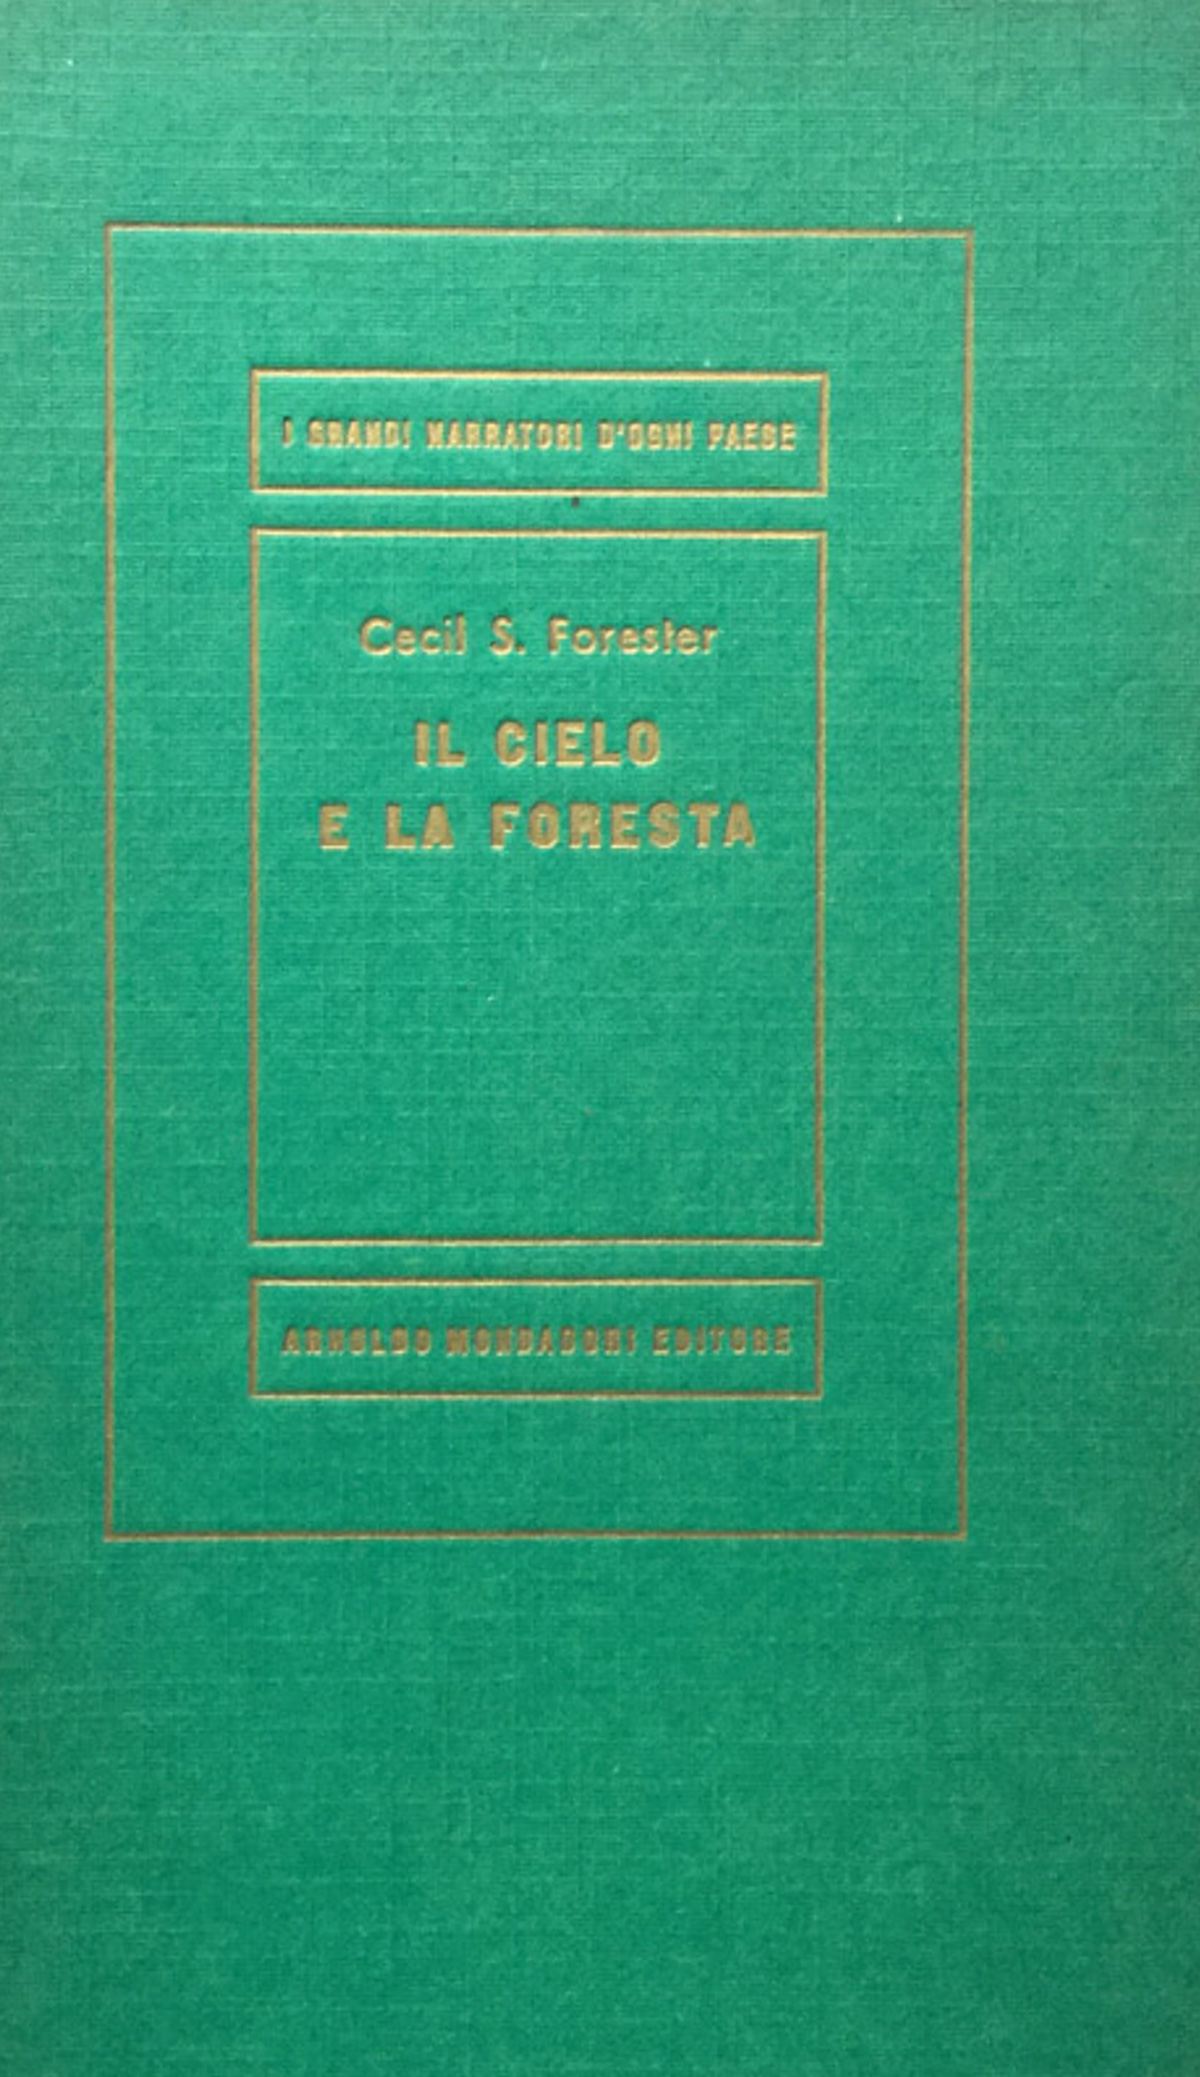 I GRANDI NARRATORI D'OGNI PAESE
Cecil S. Forester
IL CIELO
E LA FORESTA
ARNOLDO MONDADORI EDITORE